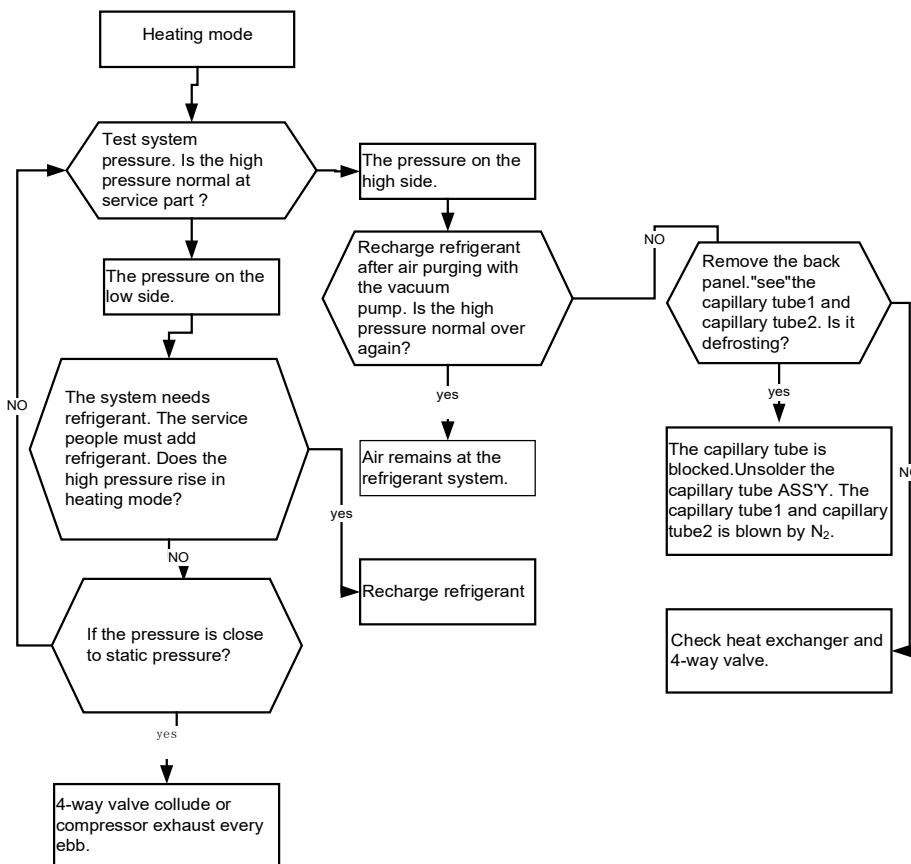 Heating mode
Test system
pressure. Is the high
pressure normal at
service part ?
The pressure on the
high side.
The pressure on the
low side.
Recharge refrigerant
after air purging with
the vacuum
pump. Is the high
pressure normal over
again?
NO
Remove the back
panel."see"the
capillary tube1 and
capillary tube2. Is it
defrosting?
NO
The system needs
refrigerant. The service
people must add
refrigerant. Does the
high pressure rise in
heating mode?
yes
yes
Air remains at the
refrigerant system.
The capillary tube is
blocked.Unsolder the
capillary tube ASS'Y. The
capillary tube1 and capillary
tube2 is blown by N₂.
NO
yes
NO
Recharge refrigerant
If the pressure is close
to static pressure?
Check heat exchanger and
4-way valve.
yes
4-way valve collude or
compressor exhaust every
ebb.